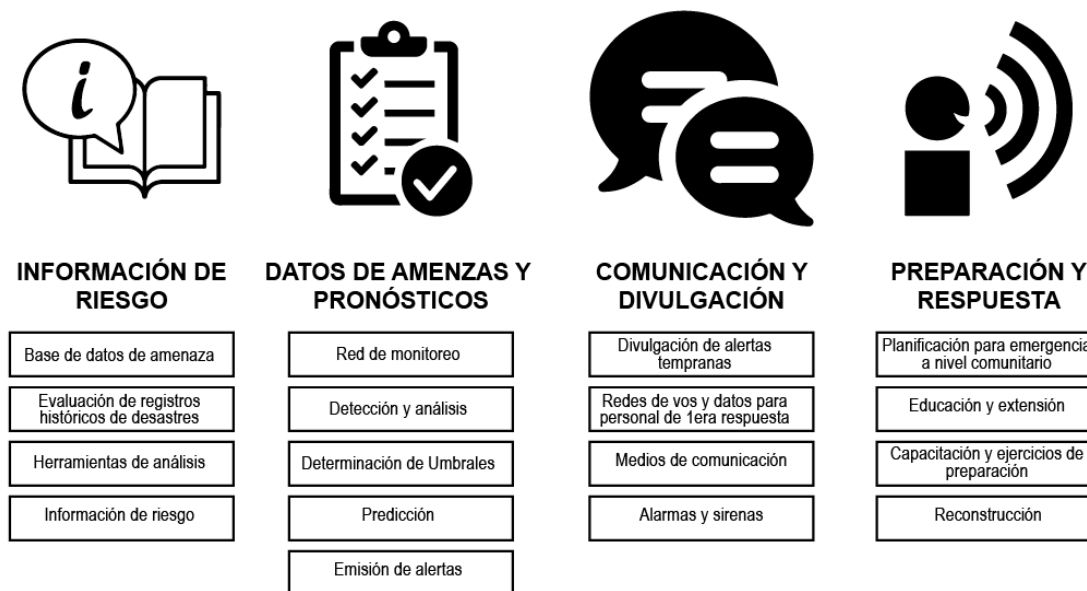 i
INFORMACIÓN DE
RIESGO
Base de datos de amenaza
Evaluación de registros
históricos de desastres
Herramientas de análisis
Información de riesgo
DATOS DE AMENZAS Y
PRONÓSTICOS
Red de monitoreo
Detección y análisis
Determinación de Umbrales
Predicción
Emisión de alertas
COMUNICACIÓN Y
DIVULGACIÓN
Divulgación de alertas
tempranas
Redes de vos y datos para
personal de 1era respuesta
Medios de comunicación
Alarmas y sirenas
PREPARACIÓN Y
RESPUESTA
Planificación para emergencia
a nivel comunitario
Educación y extensión
Capacitación y ejercicios de
preparación
Reconstrucción